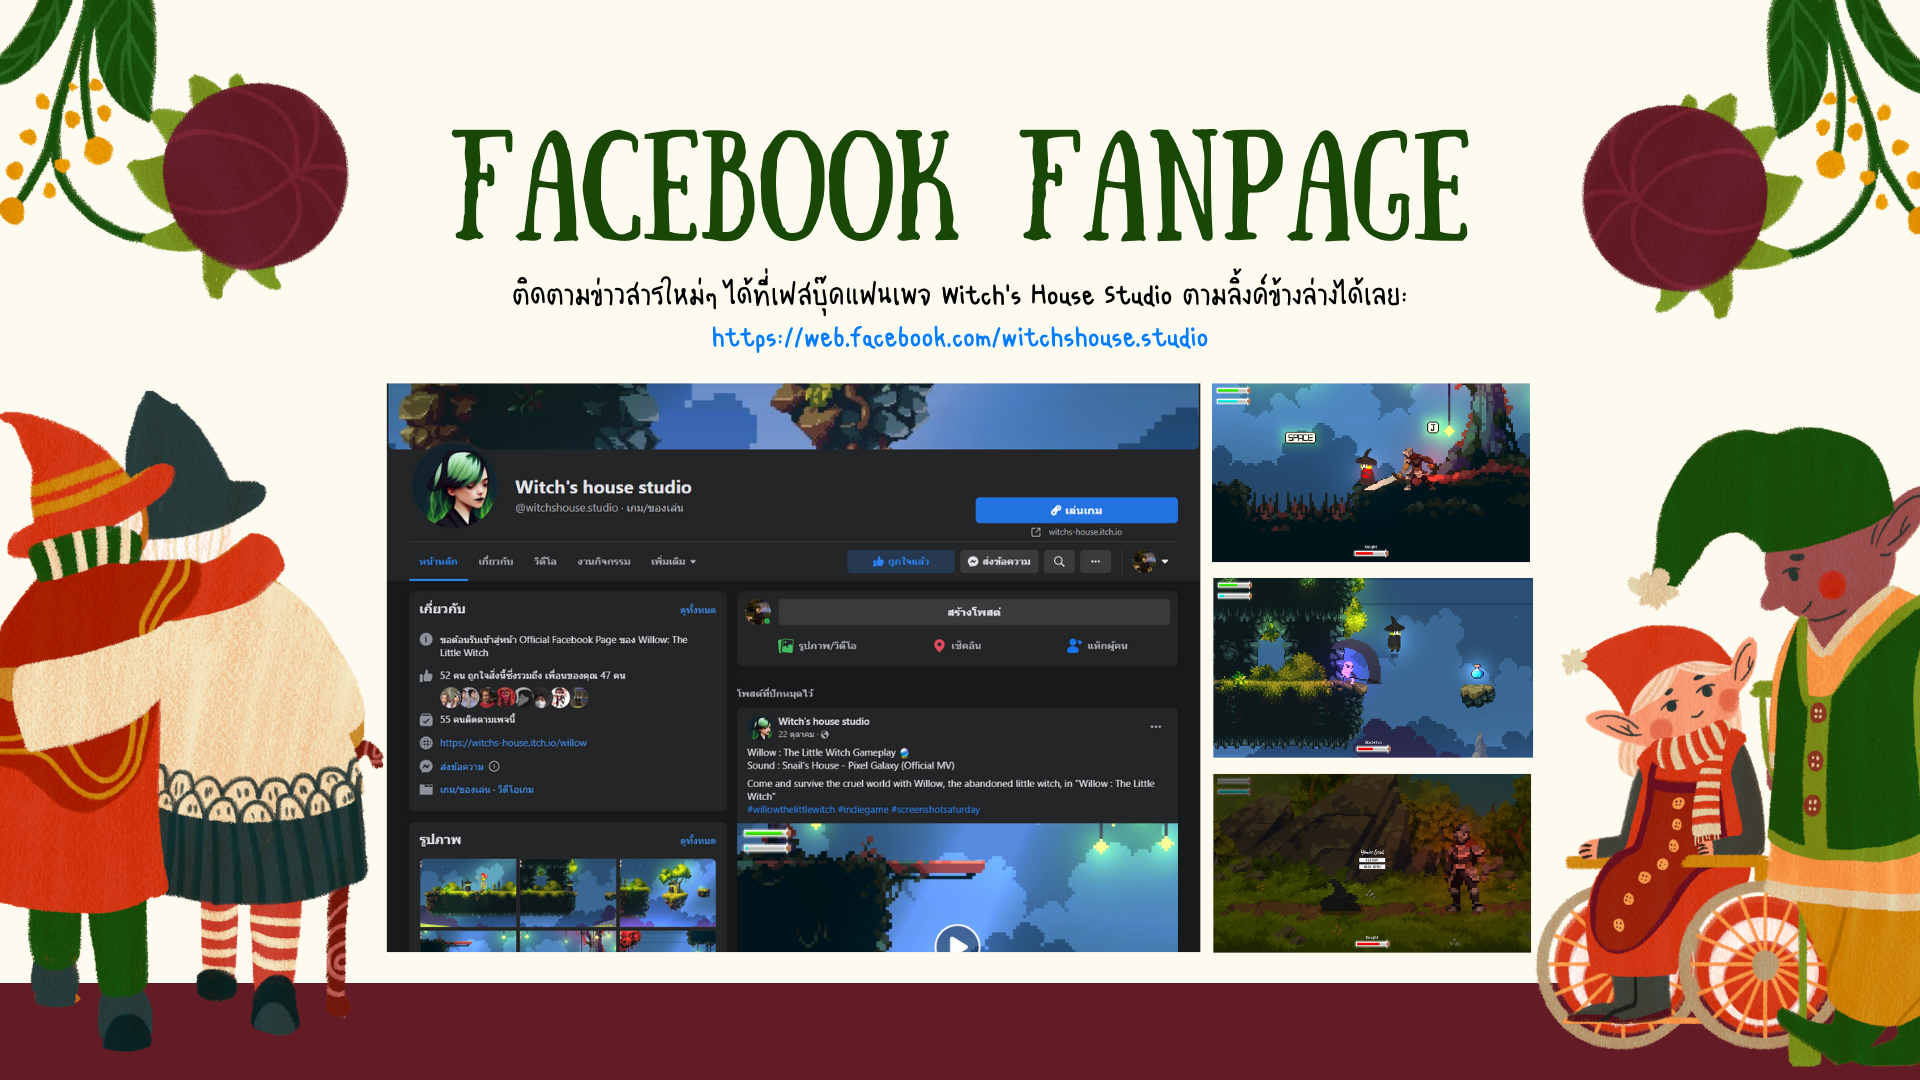 FACEBOOK FANPAGE
ติดตามข่าวสารใหม่ๆ ได้ที่เฟสบุ๊คแฟนเพจ Witch's House Studio ตามลิ้งค์ข้างล่างได้เลย:
https://web.facebook.com/witchshouse.studio
Witch's house studio
@witchshouse.studio · เกม/ของเล่น
เล่นเกม
witchs-house.itch.io
หน้าหลัก เกี่ยวกับ วิดีโอ งานกิจกรรม เพิ่มเติม
ถูกใจแล้ว ส่งข้อความ
เกี่ยวกับ ดูทั้งหมด
ขอต้อนรับเข้าสู่หน้า Official Facebook Page ของ Willow: The
Little Witch
52 คน ถูกใจสิ่งนี้ซึ่งรวมถึง เพื่อนของคุณ 47 คน
55 คนติดตามเพจนี้
https://witchs-house.itch.io/willow
ส่งข้อความ
เกม/ของเล่น · วิดีโอเกม
รูปภาพ ดูทั้งหมด
สร้างโพสต์
รูปภาพ/วิดีโอ เช็คอิน แท็กผู้คน
โพสต์ที่ปักหมุดไว้
Witch's house studio
22 ตุลาคม ·
Willow : The Little Witch Gameplay
Sound : Snail's House - Pixel Galaxy (Official MV)
Come and survive the cruel world with Willow, the abandoned little witch, in "Willow : The Little
Witch"
#willowthelittlewitch #indiegame #screenshotsaturday
SPACE
J
Knight
Skeleton
You're Dead
RESTART
MAIN MENU
Knight